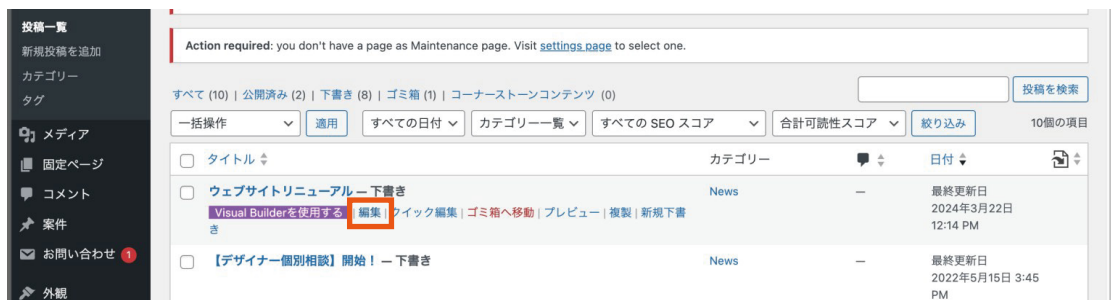 投稿一覧
新規投稿を追加
カテゴリー
タグ
メディア
固定ページ
コメント
案件
お問い合わせ 1
外観
Action required: you don't have a page as Maintenance page. Visit settings page to select one.
すべて (10) | 公開済み (2) | 下書き (8) | ゴミ箱 (1) | コーナーストーンコンテンツ (0)
投稿を検索
一括操作 適用 すべての日付 カテゴリー一覧 すべての SEO スコア 合計可読性スコア 絞り込み 10個の項目
タイトル カテゴリー 日付
ウェブサイトリニューアル — 下書き News — 最終更新日
Visual Builderを使用する | 編集 | クイック編集 | ゴミ箱へ移動 | プレビュー | 複製 | 新規下書 2024年3月22日
き 12:14 PM
【デザイナー個別相談】開始！ — 下書き News — 最終更新日
2022年5月15日 3:45
PM